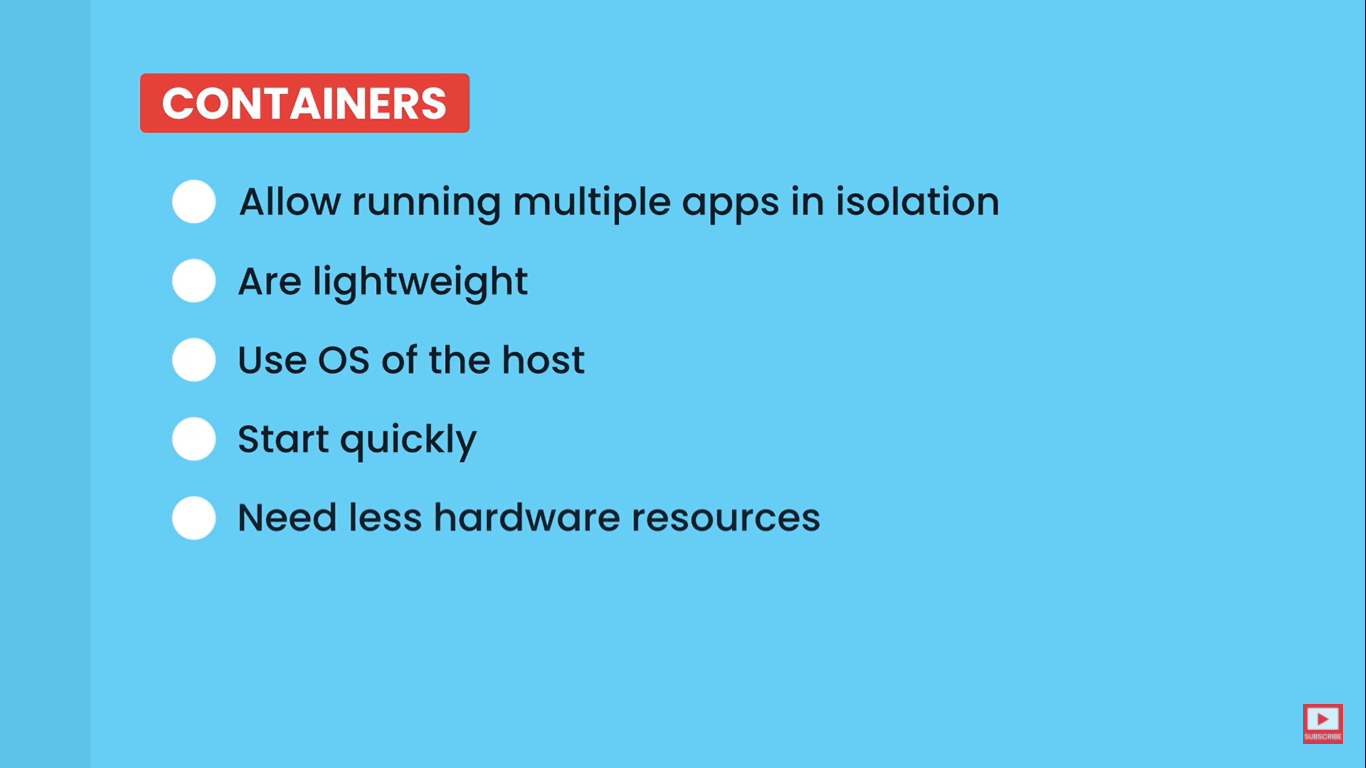 CONTAINERS
Allow running multiple apps in isolation
Are lightweight
Use OS of the host
Start quickly
Need less hardware resources
SUBSCRIBE